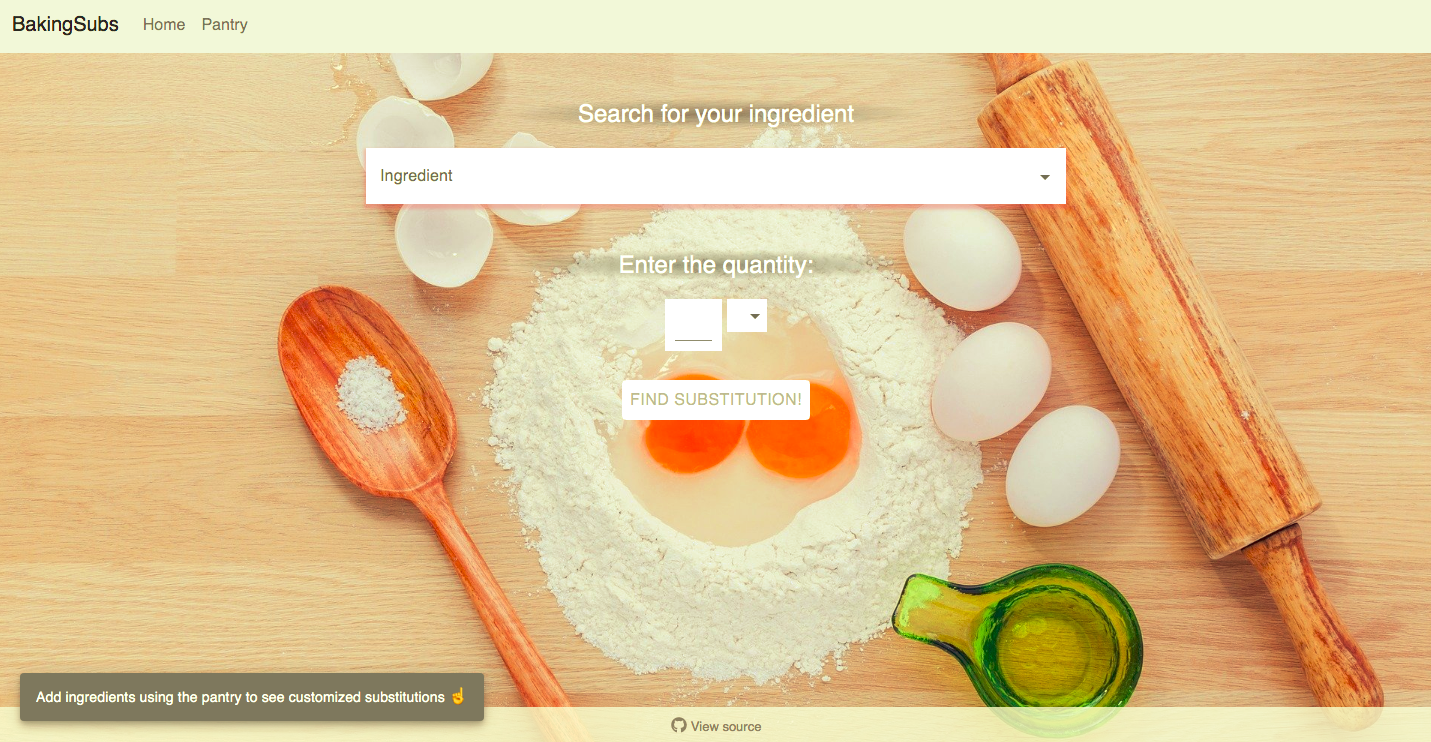 BakingSubs Home Pantry
Search for your ingredient
Ingredient
Enter the quantity:
FIND SUBSTITUTION!
Add ingredients using the pantry to see customized substitutions ☝
View source